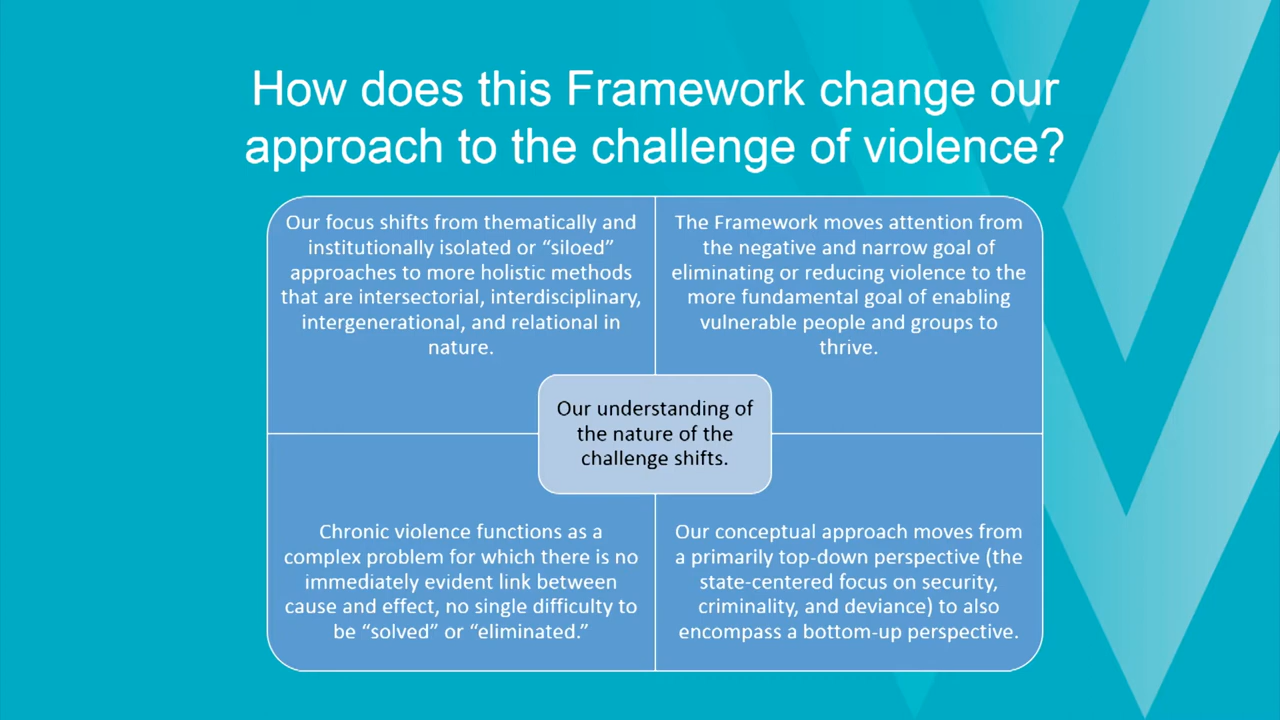 How does this Framework change our
approach to the challenge of violence?
Our focus shifts from thematically and
institutionally isolated or “siloed”
approaches to more holistic methods
that are intersectorial, interdisciplinary,
intergenerational, and relational in
nature.
The Framework moves attention from
the negative and narrow goal of
eliminating or reducing violence to the
more fundamental goal of enabling
vulnerable people and groups to
thrive.
Our understanding of
the nature of the
challenge shifts.
Chronic violence functions as a
complex problem for which there is no
immediately evident link between
cause and effect, no single difficulty to
be “solved” or “eliminated.”
Our conceptual approach moves from
a primarily top-down perspective (the
state-centered focus on security,
criminality, and deviance) to also
encompass a bottom-up perspective.